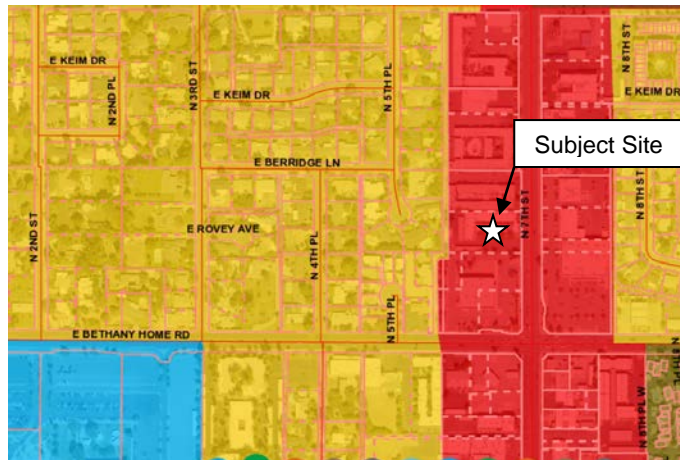 E KEIM DR
N 2ND PL
N 3RD ST
E KEIM DR
N 5TH PL
N 8TH ST
E KEIM DR
Subject Site
E BERRIDGE LN
N 2ND ST
E ROVEY AVE
N 4TH PL
N 7TH ST
N 8TH ST
N 5TH PL
E BETHANY HOME RD
N 8TH PL W